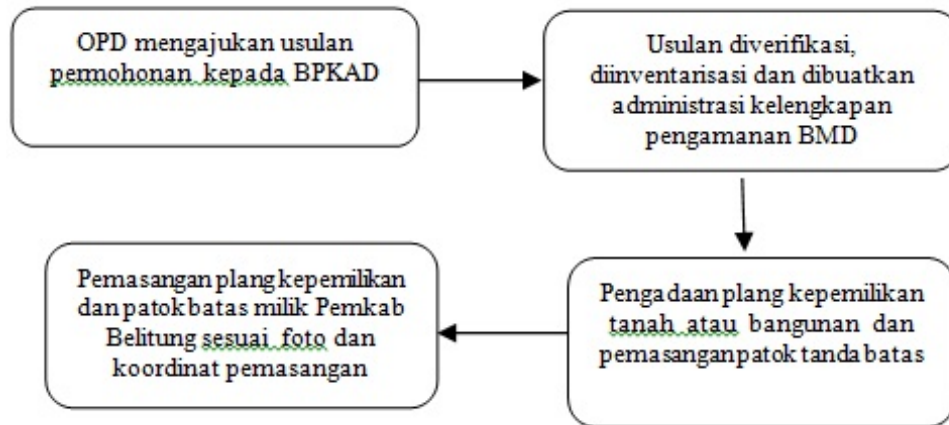 OPD mengajukan usulan
permohonan kepada BPKAD
Usulan diverifikasi,
diinventarisasi dan dibuatkan
administrasi kelengkapan
pengamanan BMD
Pengadaan plang kepemilikan
tanah atau bangunan dan
pemasanganpatok tanda batas
Pemasangan plang kepemilikan
dan patok batas milik Pemkab
Belitung sesuai foto dan
koordinat pemasangan